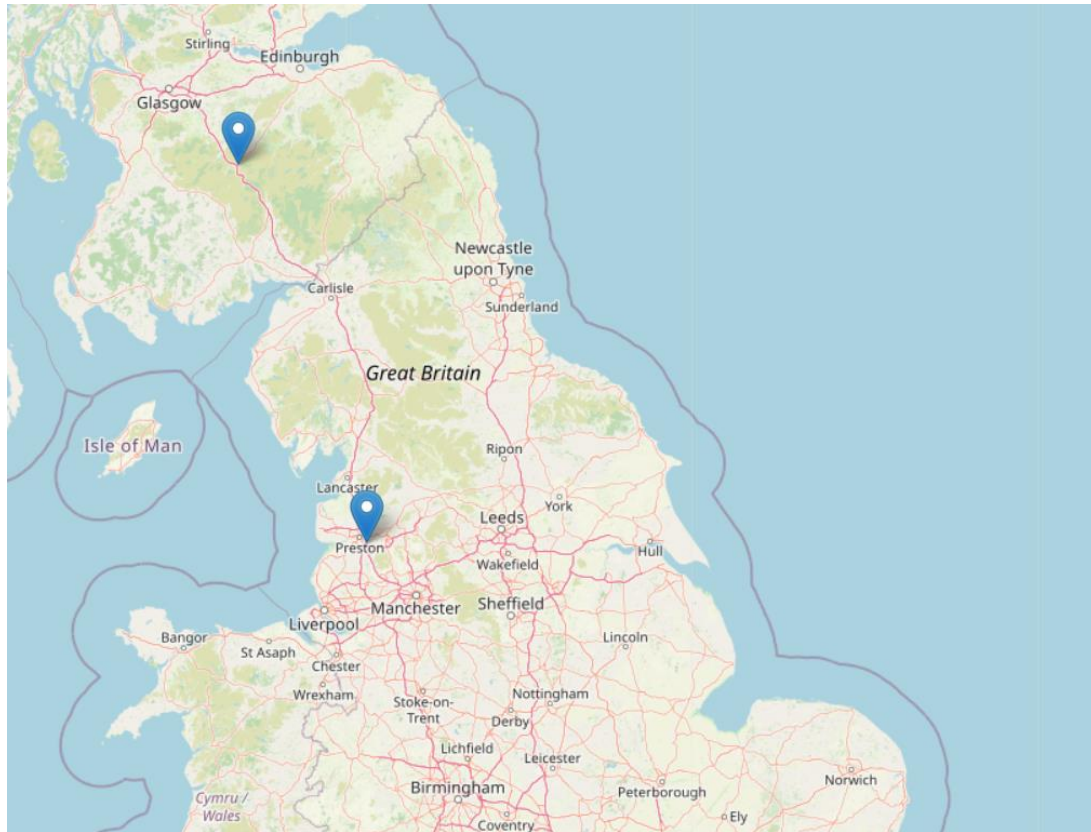 Stirling
Edinburgh
Glasgow
Newcastle
upon Tyne
Carlisle
Sunderland
Great Britain
Isle of Man
Ripon
Lancaster
York
Leeds
Preston
Hull
Wakefield
Manchester
Sheffield
Liverpool
Bangor
Lincoln
St Asaph
Chester
Wrexham
Stoke-on-
Trent
Nottingham
Derby
Lichfield
Leicester
Norwich
Birmingham
Peterborough
Cymru /
Wales
Ely
Coventry